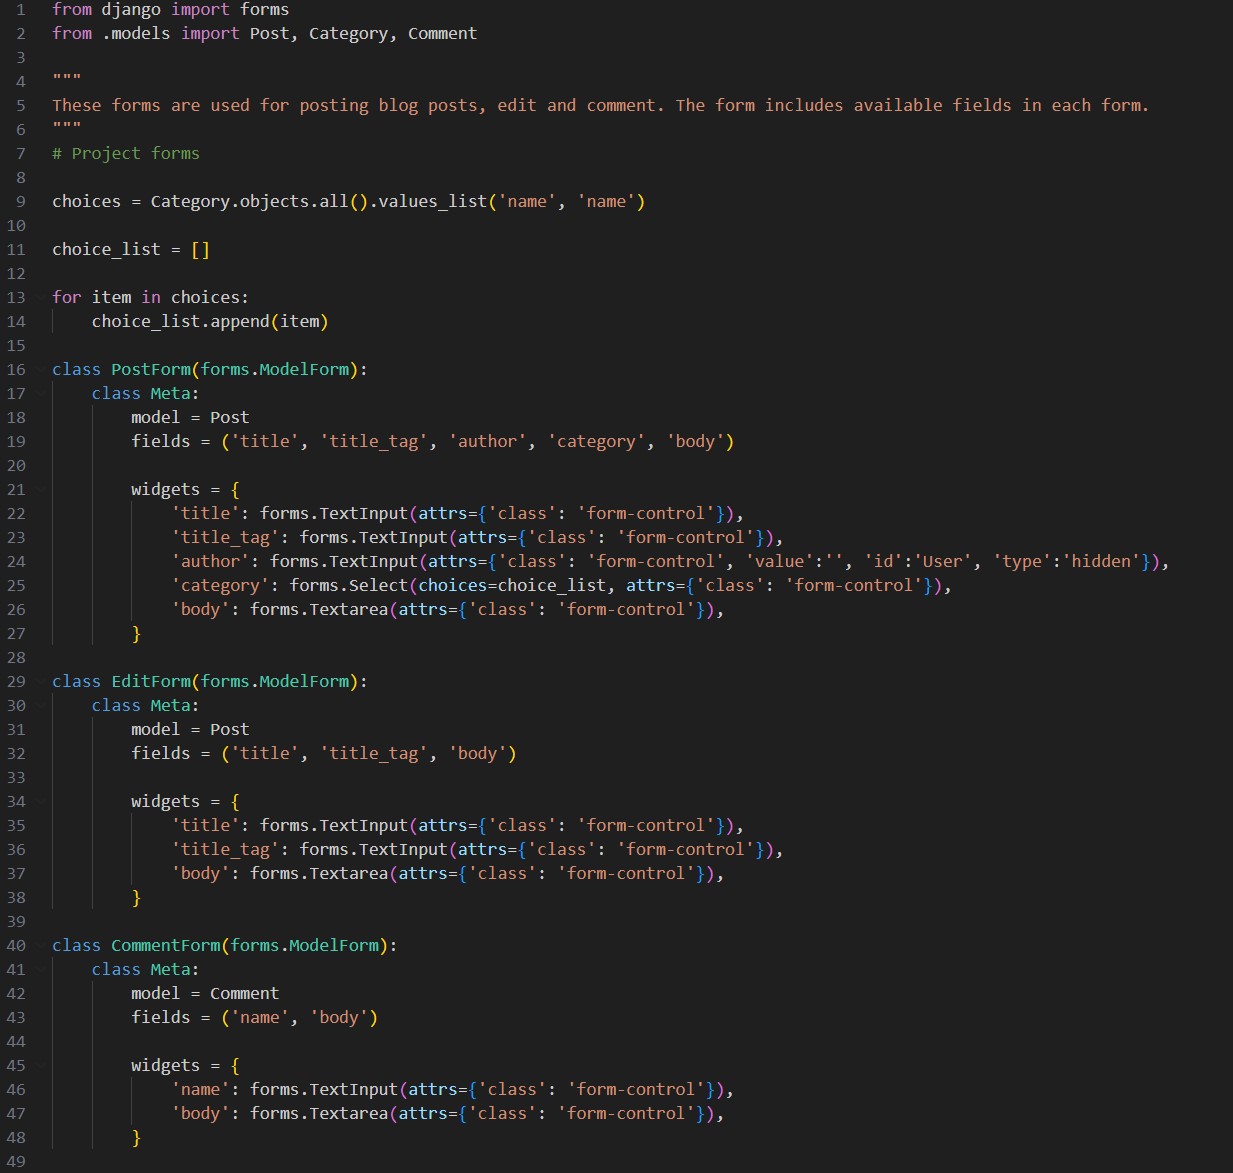 1 from django import forms
2 from .models import Post, Category, Comment
3
4 """
5 These forms are used for posting blog posts, edit and comment. The form includes available fields in each form.
6 """
7 # Project forms
8
9 choices = Category.objects.all().values_list('name', 'name')
10
11 choice_list = []
12
13 for item in choices:
14     choice_list.append(item)
15
16 class PostForm(forms.ModelForm):
17     class Meta:
18         model = Post
19         fields = ('title', 'title_tag', 'author', 'category', 'body')
20
21         widgets = {
22             'title': forms.TextInput(attrs={'class': 'form-control'}),
23             'title_tag': forms.TextInput(attrs={'class': 'form-control'}),
24             'author': forms.TextInput(attrs={'class': 'form-control', 'value':'', 'id':'User', 'type':'hidden'}),
25             'category': forms.Select(choices=choice_list, attrs={'class': 'form-control'}),
26             'body': forms.Textarea(attrs={'class': 'form-control'}),
27         }
28
29 class EditForm(forms.ModelForm):
30     class Meta:
31         model = Post
32         fields = ('title', 'title_tag', 'body')
33
34         widgets = {
35             'title': forms.TextInput(attrs={'class': 'form-control'}),
36             'title_tag': forms.TextInput(attrs={'class': 'form-control'}),
37             'body': forms.Textarea(attrs={'class': 'form-control'}),
38         }
39
40 class CommentForm(forms.ModelForm):
41     class Meta:
42         model = Comment
43         fields = ('name', 'body')
44
45         widgets = {
46             'name': forms.TextInput(attrs={'class': 'form-control'}),
47             'body': forms.Textarea(attrs={'class': 'form-control'}),
48         }
49